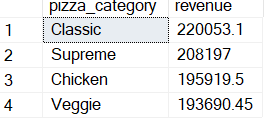 pizza_category revenue
1 Classic 220053.1
2 Supreme 208197
3 Chicken 195919.5
4 Veggie 193690.45